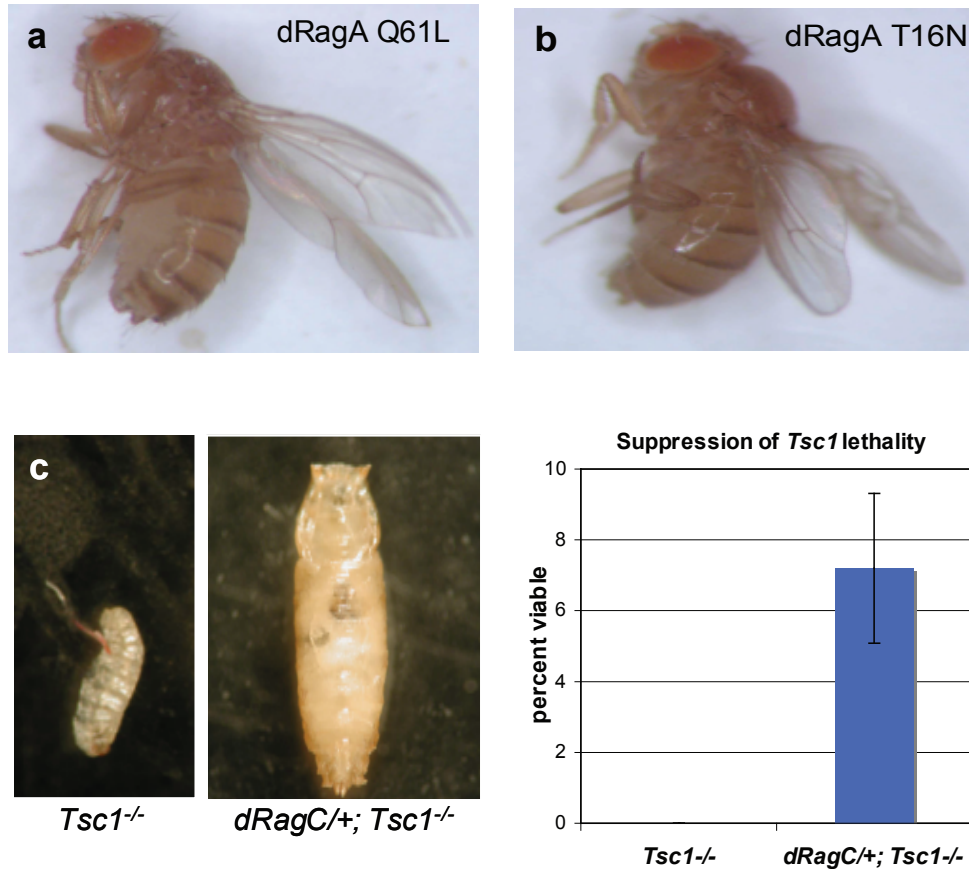 a
dRagA Q61L
b
dRagA T16N
c
Tsc1-/-
dRagC/+; Tsc1-/-
Suppression of Tsc1 lethality
percent viable
10
8
6
4
2
0
Tsc1-/-
dRagC/+; Tsc1-/-